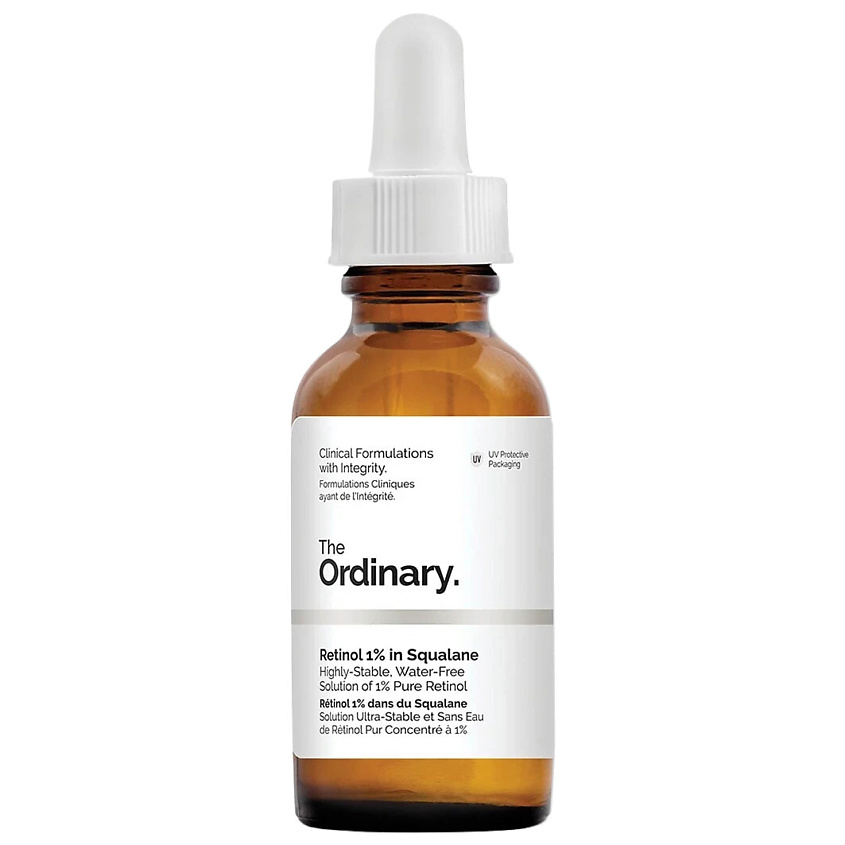 Clinical Formulations
with Integrity.
Formulations Cliniques
ayant de l'Intégrité.
UV
UV Protective
Packaging
The
Ordinary.
Retinol 1% in Squalane
Highly-Stable, Water-Free
Solution of 1% Pure Retinol
Rétinol 1% dans du Squalane
Solution Ultra-Stable et Sans Eau
de Rétinol Pur Concentré à 1%